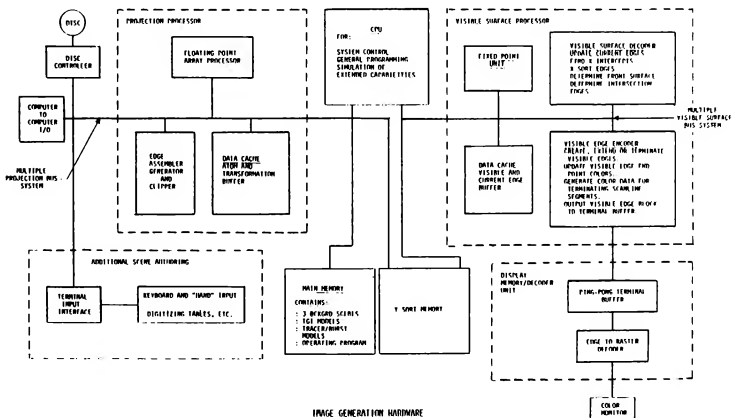 DISC
DISC
CONTROLLER
COMPUTER
TO
COMPUTER
I/O
MULTIPLE
PROJECTION BUS
SYSTEM
PROJECTION PROCESSOR
FLOATING POINT
ARRAY PROCESSOR
EDGE
ASSEMBLER
GENERATOR
AND
CLIPPER
DATA CACHE
ATOM AND
TRANSFORMATION
BUFFER
CPU
FOR:
SYSTEM CONTROL
GENERAL PROGRAMMING
SIMULATION OF
EXTENDED CAPABILITIES
VISIBLE SURFACE PROCESSOR
FIXED POINT
UNIT
VISIBLE SURFACE DECODER
UPDATE CURRENT EDGES
FIND X INTERCEPTS
X SORT EDGES
DETERMINE FRONT SURFACE
DETERMINE INTERSECTION
EDGES
MULTIPLE
VISIBLE SURFACE
BUS SYSTEM
DATA CACHE
VISIBLE AND
CURRENT EDGE
BUFFER
VISIBLE EDGE ENCODER
CREATE, EXTEND OR TERMINATE
VISIBLE EDGES.
UPDATE VISIBLE EDGE END
POINT COLORS.
GENERATE COLOR DATA FOR
TERMINATING SCANLINE
SEGMENTS.
OUTPUT VISIBLE EDGE BLOCK
TO TERMINAL BUFFER.
ADDITIONAL SCENE AUTHORING
TERMINAL INPUT
INTERFACE
KEYBOARD AND "HAND" INPUT
DIGITIZING TABLES, ETC.
MAIN MEMORY
CONTAINS:
: 3 BCKGRD SCENES
: TGT MODELS
: TRACER/BURST
MODELS
: OPERATING PROGRAM
Y SORT MEMORY
DISPLAY
MEMORY/DECODER
UNIT
PING-PONG TERMINAL
BUFFER
EDGE TO RASTER
DECODER
COLOR
MONITOR
IMAGE GENERATION HARDWARE